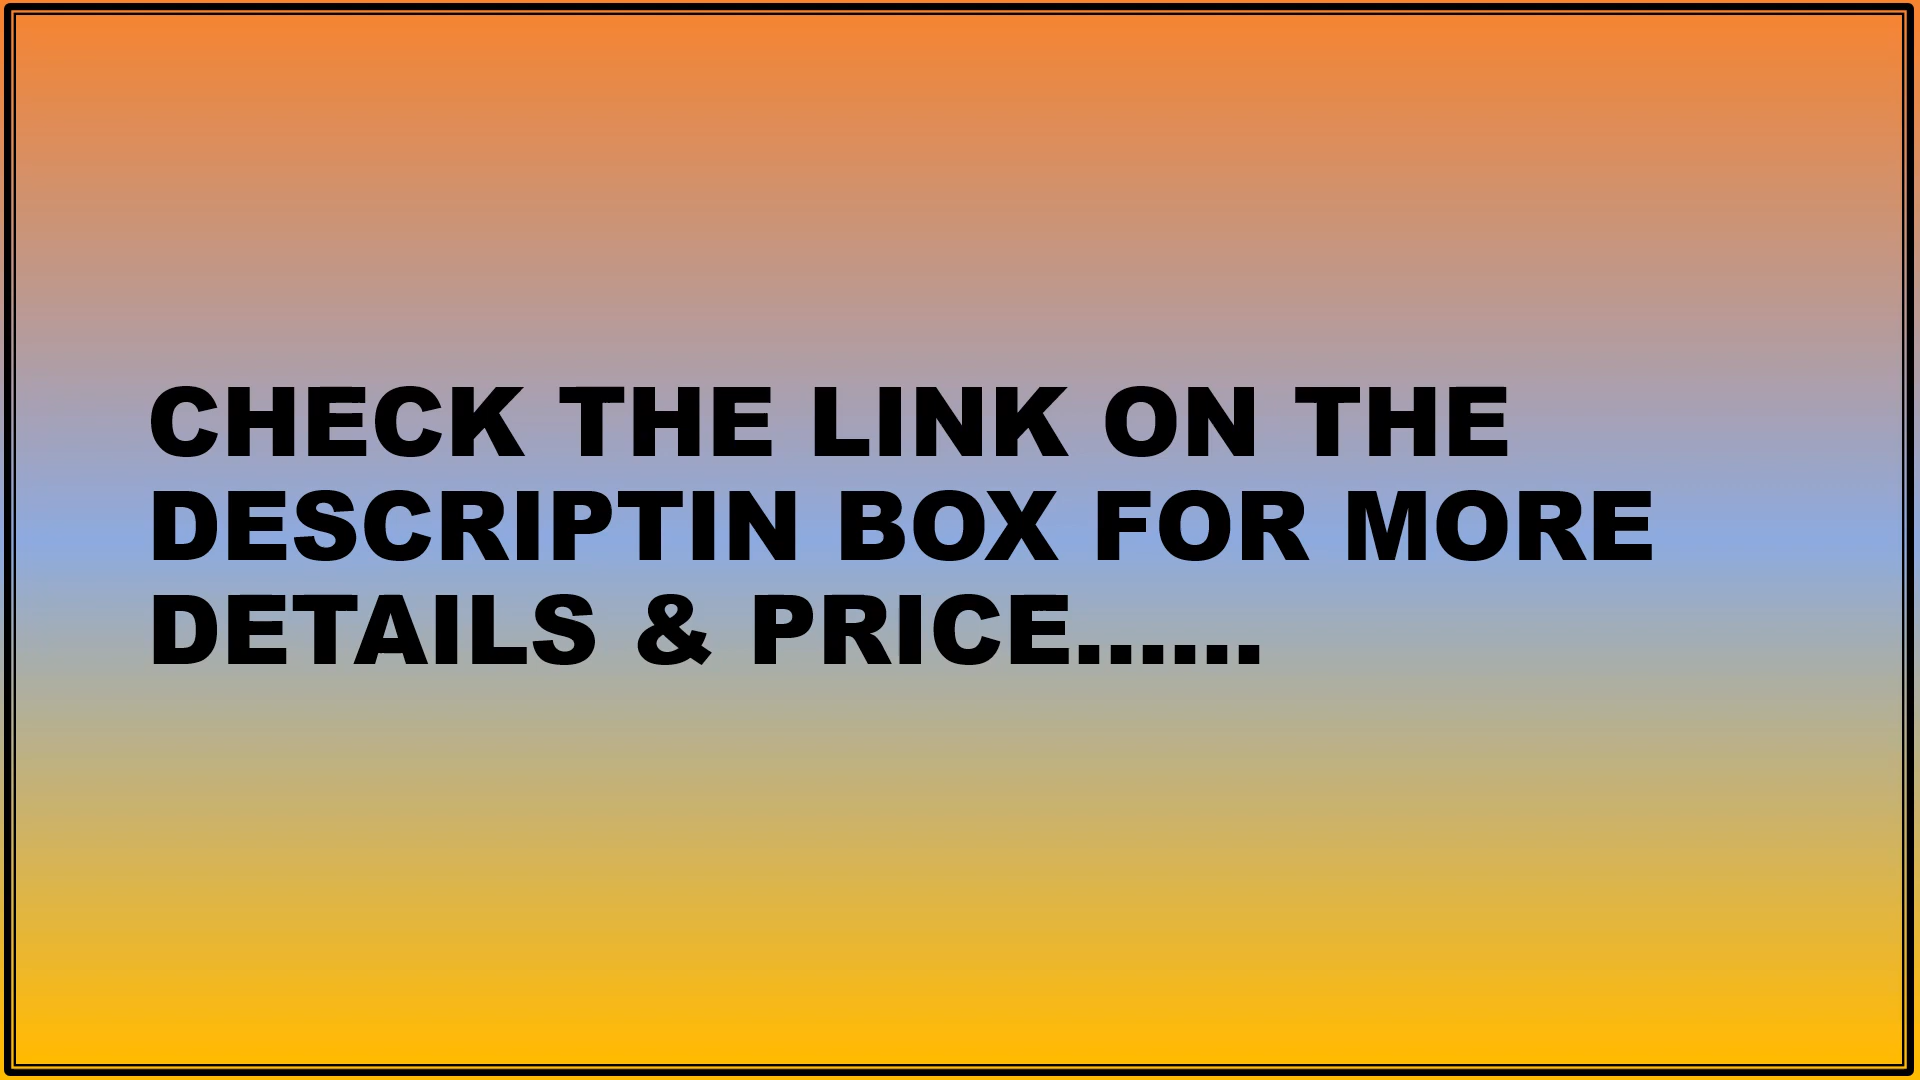 CHECK THE LINK ON THE
DESCRIPTIN BOX FOR MORE
DETAILS & PRICE......